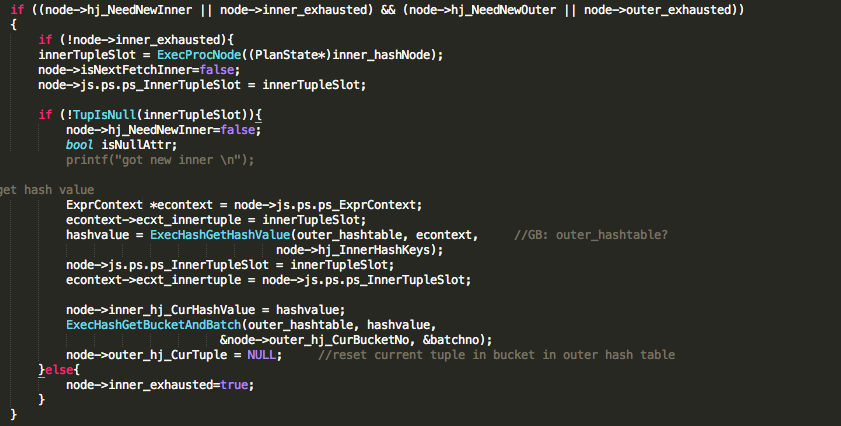 if ((node->hj_NeedNewInner || node->inner_exhausted) && (node->hj_NeedNewOuter || node->outer_exhausted))
{
if (!node->inner_exhausted){
innerTupleSlot = ExecProcNode((PlanState*)inner_hashNode);
node->isNextFetchInner=false;
node->js.ps.ps_InnerTupleSlot = innerTupleSlot;
if (!TupIsNull(innerTupleSlot)){
node->hj_NeedNewInner=false;
bool isNullAttr;
printf("got new inner \n");
get hash value
ExprContext *econtext = node->js.ps.ps_ExprContext;
econtext->ecxt_innertuple = innerTupleSlot;
hashvalue = ExecHashGetHashValue(outer_hashtable, econtext, //GB: outer_hashtable?
node->hj_InnerHashKeys);
node->js.ps.ps_InnerTupleSlot = innerTupleSlot;
econtext->ecxt_innertuple = node->js.ps.ps_InnerTupleSlot;
node->inner_hj_CurHashValue = hashvalue;
ExecHashGetBucketAndBatch(outer_hashtable, hashvalue,
&node->outer_hj_CurBucketNo, &batchno);
node->outer_hj_CurTuple = NULL; //reset current tuple in bucket in outer hash table
}else{
node->inner_exhausted=true;
}
}